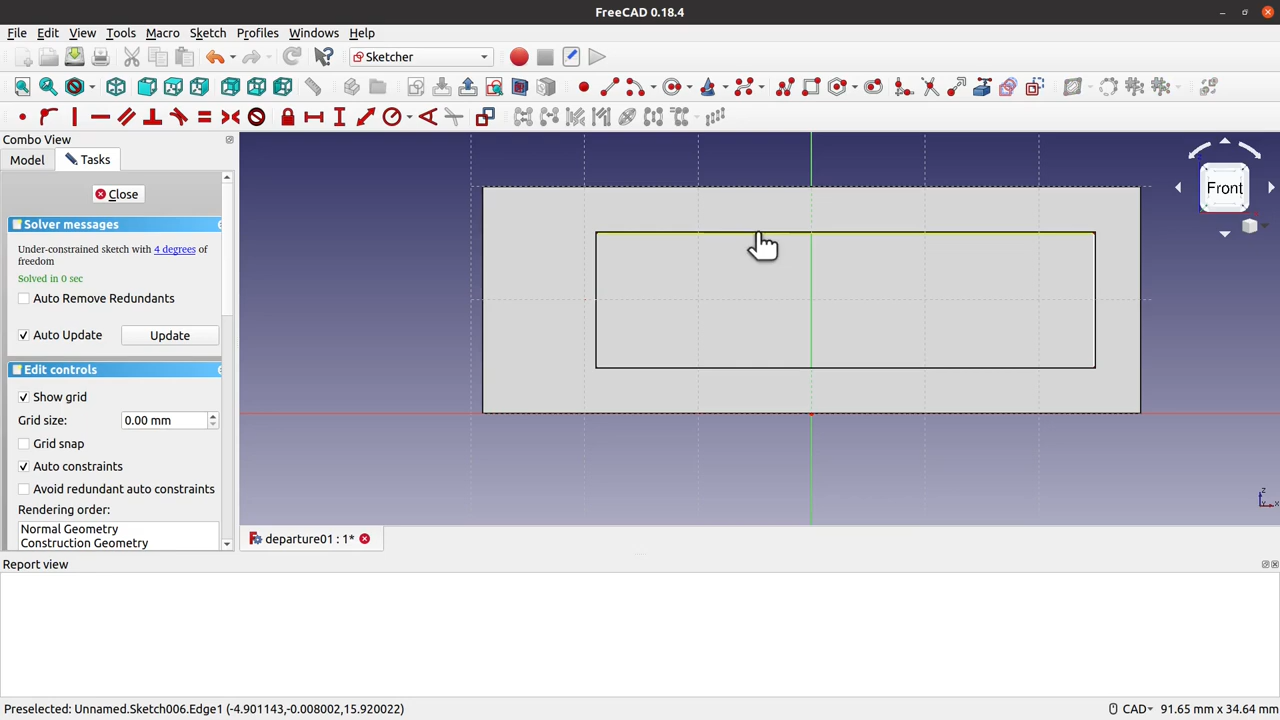 FreeCAD 0.18.4
File Edit View Tools Macro Sketch Profiles Windows Help
Sketcher
Combo View
Model Tasks
Close
Front
Solver messages
Under-constrained sketch with 4 degrees of
freedom
Solved in 0 sec
Auto Remove Redundants
Auto Update Update
Edit controls
Show grid
Grid size: 0.00 mm
Grid snap
Auto constraints
Avoid redundant auto constraints
Rendering order:
Normal Geometry
Construction Geometry
z
x
departure01 : 1*
Report view
Preselected: Unnamed.Sketch006.Edge1 (-4.901143,-0.008002,15.920022)
CAD 91.65 mm x 34.64 mm